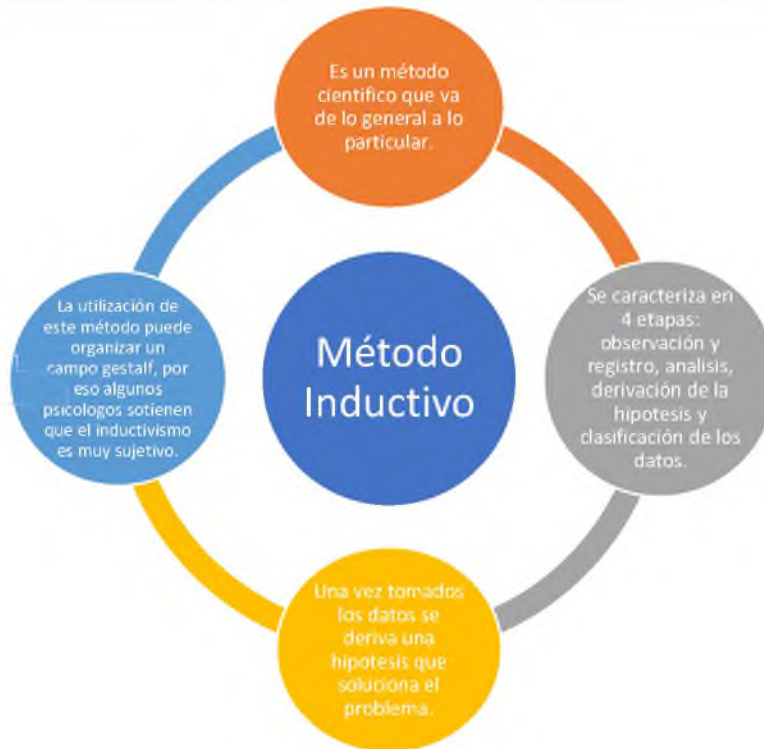 Es un método
cientifico que va
de lo general a lo
particular.
Se caracteriza en
4 etapas:
observación y
registro, analisis,
derivación de la
hipotesis y
clasificación de los
datos.
Método
Inductivo
La utilización de
este método puede
organizar un
campo gestalf, por
eso algunos
psicologos sotienen
que el inductivismo
es muy sujetivo.
Una vez tomados
los datos se
deriva una
hipotesis que
soluciona el
problema.